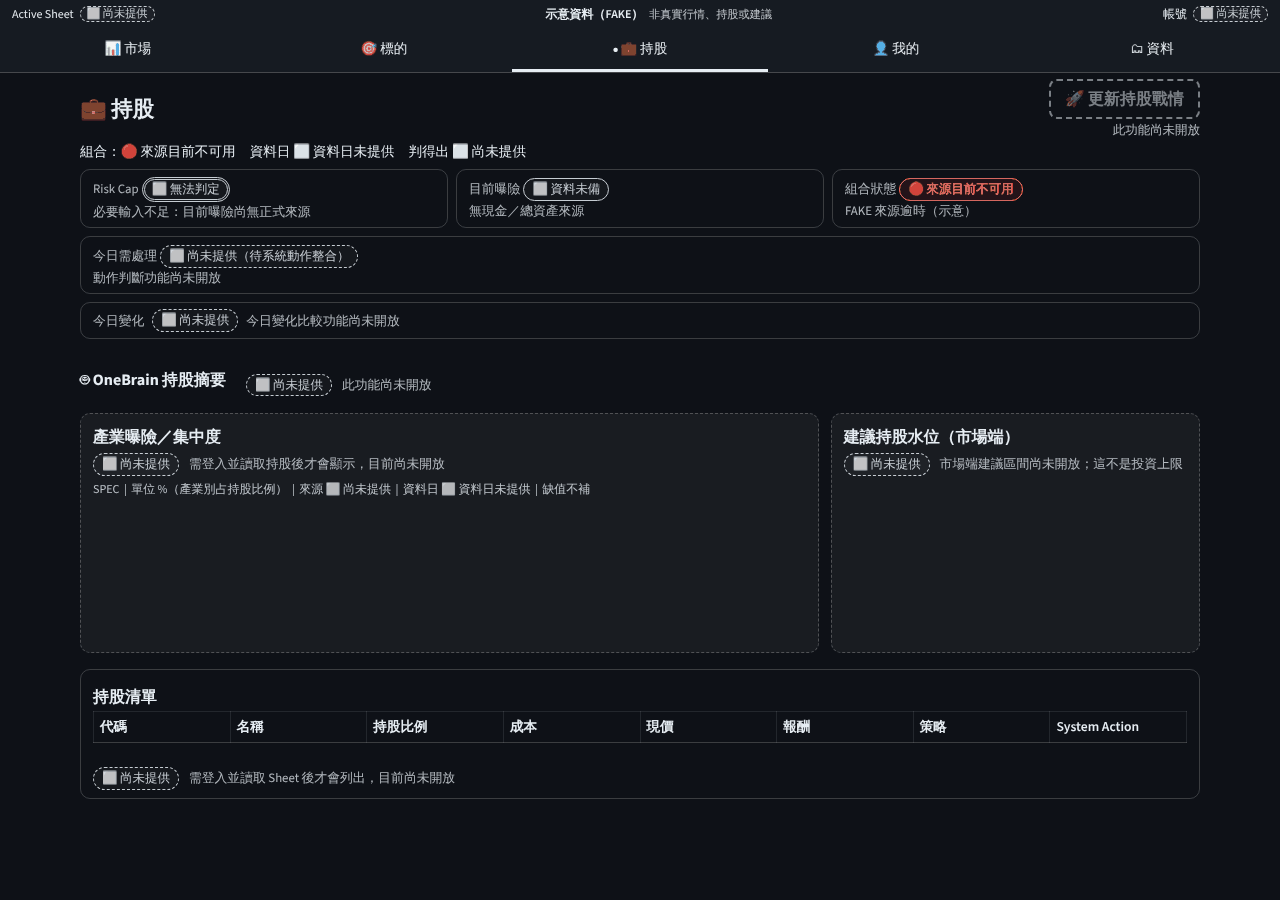 Active Sheet ⬜ 尚未提供 示意資料（FAKE） 非真實行情、持股或建議 帳號 ⬜ 尚未提供
📊 市場 🎯 標的 • 💼 持股 👤 我的 🗂 資料
💼 持股
🚀 更新持股戰情
此功能尚未開放
組合：🔴 來源目前不可用 資料日 ⬜ 資料日未提供 判得出 ⬜ 尚未提供
Risk Cap ⬜ 無法判定
必要輸入不足：目前曝險尚無正式來源
目前曝險 ⬜ 資料未備
無現金／總資產來源
組合狀態 🔴 來源目前不可用
FAKE 來源逾時（示意）
今日需處理 ⬜ 尚未提供（待系統動作整合）
動作判斷功能尚未開放
今日變化 ⬜ 尚未提供 今日變化比較功能尚未開放
OneBrain 持股摘要 ⬜ 尚未提供 此功能尚未開放
產業曝險／集中度
⬜ 尚未提供 需登入並讀取持股後才會顯示，目前尚未開放
SPEC｜單位 %（產業別占持股比例）｜來源 ⬜ 尚未提供｜資料日 ⬜ 資料日未提供｜缺值不補
建議持股水位（市場端）
⬜ 尚未提供 市場端建議區間尚未開放；這不是投資上限
持股清單
代碼 名稱 持股比例 成本 現價 報酬 策略 System Action
⬜ 尚未提供 需登入並讀取 Sheet 後才會列出，目前尚未開放